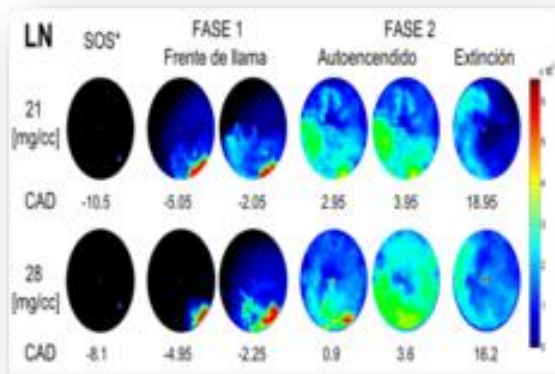 LN SOS* FASE 1 FASE 2
Frente de llama Autoencendido Extinción
21
[mg/cc]
CAD -10.5 -5.05 -2.05 2.95 3.95 18.95
28
[mg/cc]
CAD -8.1 -4.95 -2.25 0.9 3.6 16.2